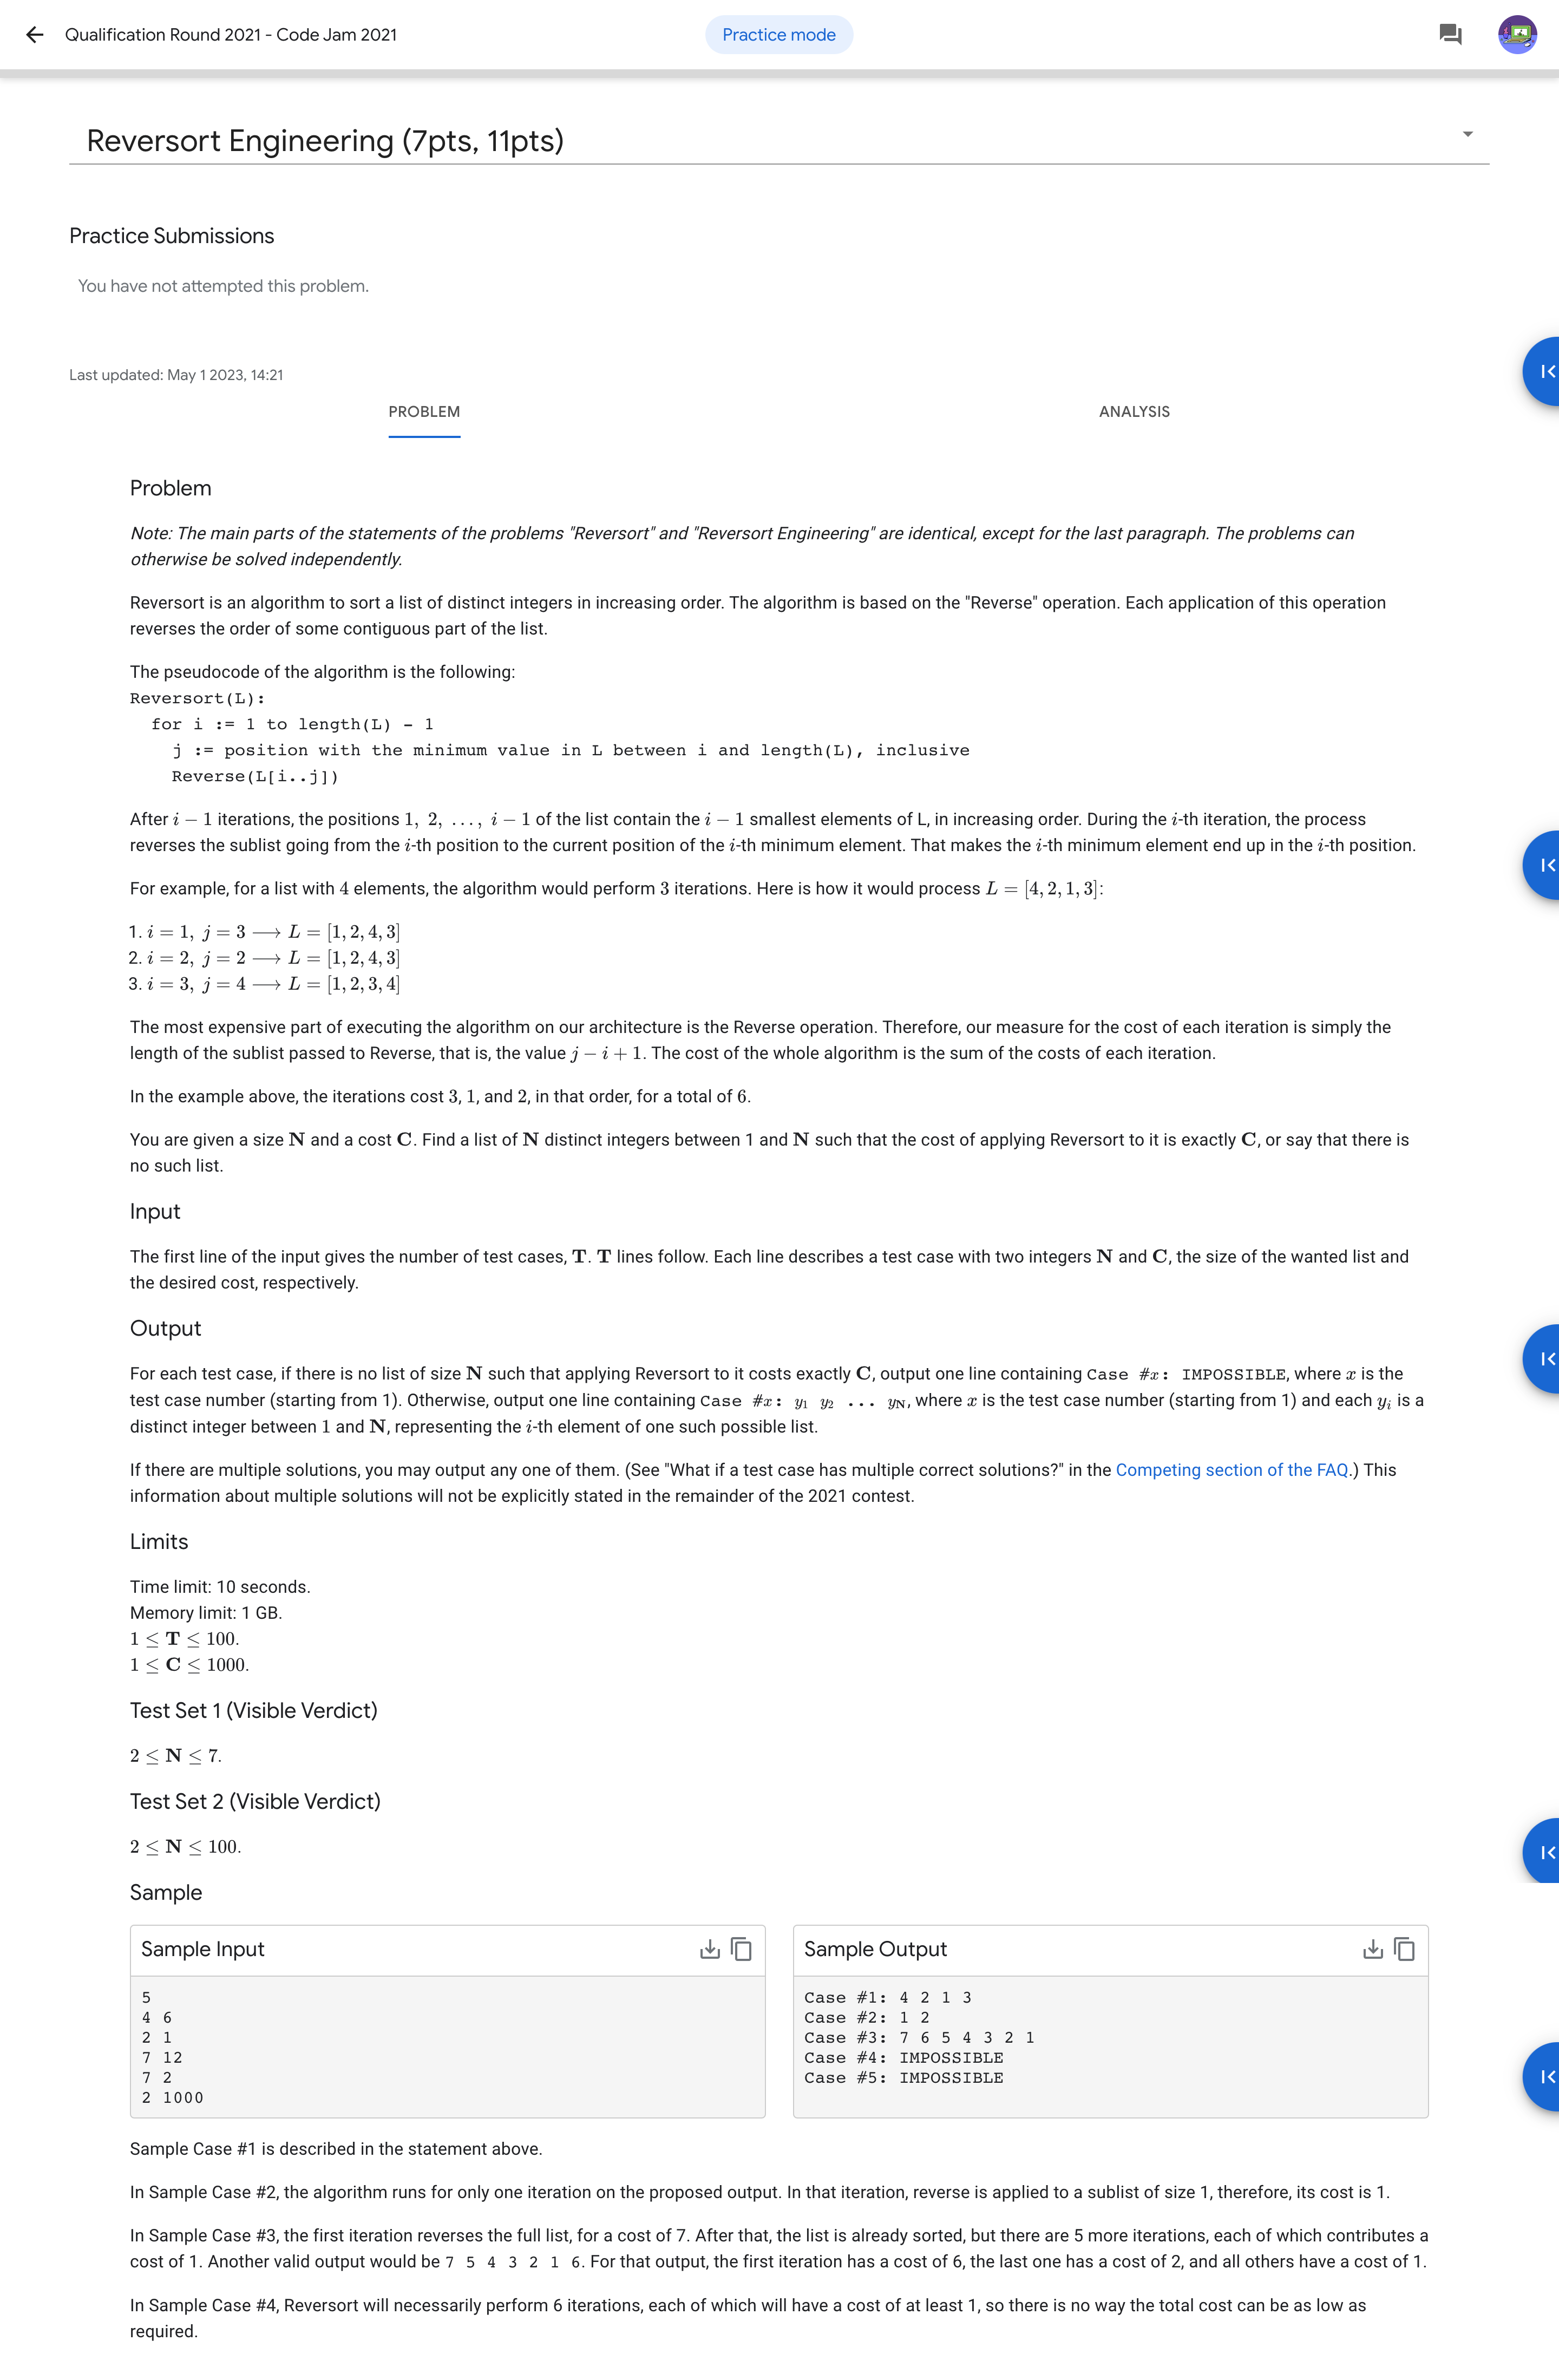 Qualification Round 2021 - Code Jam 2021
Practice mode
Reversort Engineering (7pts, 11pts)
Practice Submissions
You have not attempted this problem.
Last updated: May 1 2023, 14:21
PROBLEM
ANALYSIS
Problem
Note: The main parts of the statements of the problems "Reversort" and "Reversort Engineering" are identical, except for the last paragraph. The problems can
otherwise be solved independently.
Reversort is an algorithm to sort a list of distinct integers in increasing order. The algorithm is based on the "Reverse" operation. Each application of this operation
reverses the order of some contiguous part of the list.
The pseudocode of the algorithm is the following:
Reversort(L):
  for i := 1 to length(L) - 1
    j := position with the minimum value in L between i and length(L), inclusive
    Reverse(L[i..j])
After i − 1 iterations, the positions 1, 2, …, i − 1 of the list contain the i − 1 smallest elements of L, in increasing order. During the i-th iteration, the process
reverses the sublist going from the i-th position to the current position of the i-th minimum element. That makes the i-th minimum element end up in the i-th position.
For example, for a list with 4 elements, the algorithm would perform 3 iterations. Here is how it would process L = [4, 2, 1, 3]:
1. i = 1, j = 3 ⟶ L = [1, 2, 4, 3]
2. i = 2, j = 2 ⟶ L = [1, 2, 4, 3]
3. i = 3, j = 4 ⟶ L = [1, 2, 3, 4]
The most expensive part of executing the algorithm on our architecture is the Reverse operation. Therefore, our measure for the cost of each iteration is simply the
length of the sublist passed to Reverse, that is, the value j − i + 1. The cost of the whole algorithm is the sum of the costs of each iteration.
In the example above, the iterations cost 3, 1, and 2, in that order, for a total of 6.
You are given a size N and a cost C. Find a list of N distinct integers between 1 and N such that the cost of applying Reversort to it is exactly C, or say that there is
no such list.
Input
The first line of the input gives the number of test cases, T. T lines follow. Each line describes a test case with two integers N and C, the size of the wanted list and
the desired cost, respectively.
Output
For each test case, if there is no list of size N such that applying Reversort to it costs exactly C, output one line containing Case #x: IMPOSSIBLE, where x is the
test case number (starting from 1). Otherwise, output one line containing Case #x: y₁ y₂ ... y_N, where x is the test case number (starting from 1) and each yᵢ is a
distinct integer between 1 and N, representing the i-th element of one such possible list.
If there are multiple solutions, you may output any one of them. (See "What if a test case has multiple correct solutions?" in the Competing section of the FAQ.) This
information about multiple solutions will not be explicitly stated in the remainder of the 2021 contest.
Limits
Time limit: 10 seconds.
Memory limit: 1 GB.
1 ≤ T ≤ 100.
1 ≤ C ≤ 1000.
Test Set 1 (Visible Verdict)
2 ≤ N ≤ 7.
Test Set 2 (Visible Verdict)
2 ≤ N ≤ 100.
Sample
Sample Input
5
4 6
2 1
7 12
7 2
2 1000
Sample Output
Case #1: 4 2 1 3
Case #2: 1 2
Case #3: 7 6 5 4 3 2 1
Case #4: IMPOSSIBLE
Case #5: IMPOSSIBLE
Sample Case #1 is described in the statement above.
In Sample Case #2, the algorithm runs for only one iteration on the proposed output. In that iteration, reverse is applied to a sublist of size 1, therefore, its cost is 1.
In Sample Case #3, the first iteration reverses the full list, for a cost of 7. After that, the list is already sorted, but there are 5 more iterations, each of which contributes a
cost of 1. Another valid output would be 7 5 4 3 2 1 6. For that output, the first iteration has a cost of 6, the last one has a cost of 2, and all others have a cost of 1.
In Sample Case #4, Reversort will necessarily perform 6 iterations, each of which will have a cost of at least 1, so there is no way the total cost can be as low as
required.